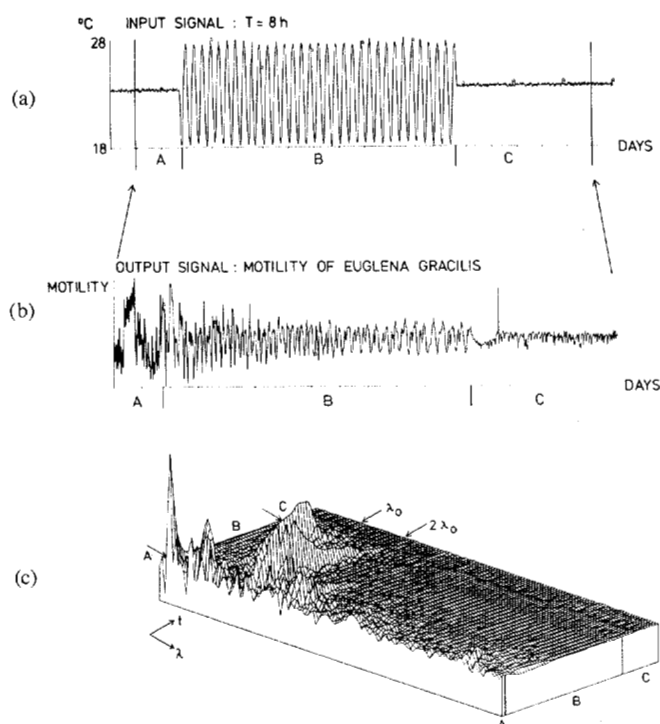 °C INPUT SIGNAL : T = 8 h
28
(a)
18
A B C DAYS
OUTPUT SIGNAL : MOTILITY OF EUGLENA GRACILIS
MOTILITY
(b)
A B C DAYS
C λ₀
B 2 λ₀
A
(c)
t
λ
C
B
A